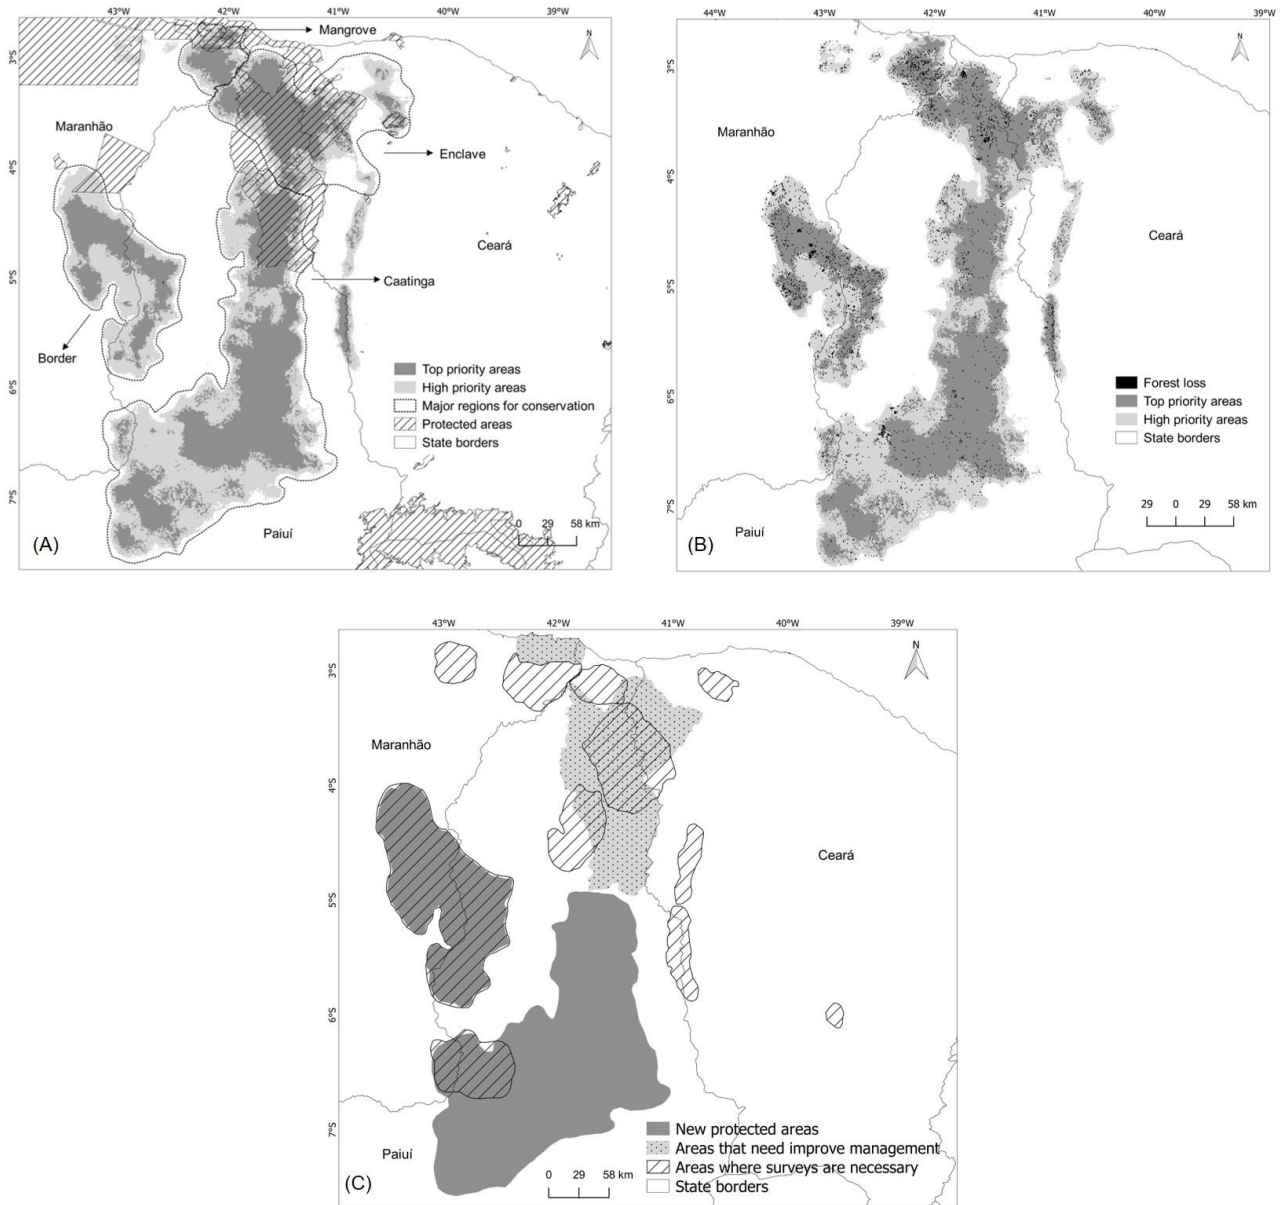 43°W 42°W 41°W 40°W 39°W
3°S
4°S
5°S
6°S
7°S
N
Mangrove
Maranhão
Enclave
Ceará
Caatinga
Border
Top priority areas
High priority areas
Major regions for conservation
Protected areas
State borders
Paiuí
0 29 58 km
(A)
44°W 43°W 42°W 41°W 40°W 39°W
3°S
4°S
5°S
6°S
7°S
N
Maranhão
Ceará
Forest loss
Top priority areas
High priority areas
State borders
29 0 29 58 km
Paiuí
(B)
43°W 42°W 41°W 40°W 39°W
3°S
4°S
5°S
6°S
7°S
N
Maranhão
Ceará
New protected areas
Areas that need improve management
Areas where surveys are necessary
State borders
Paiuí
0 29 58 km
(C)